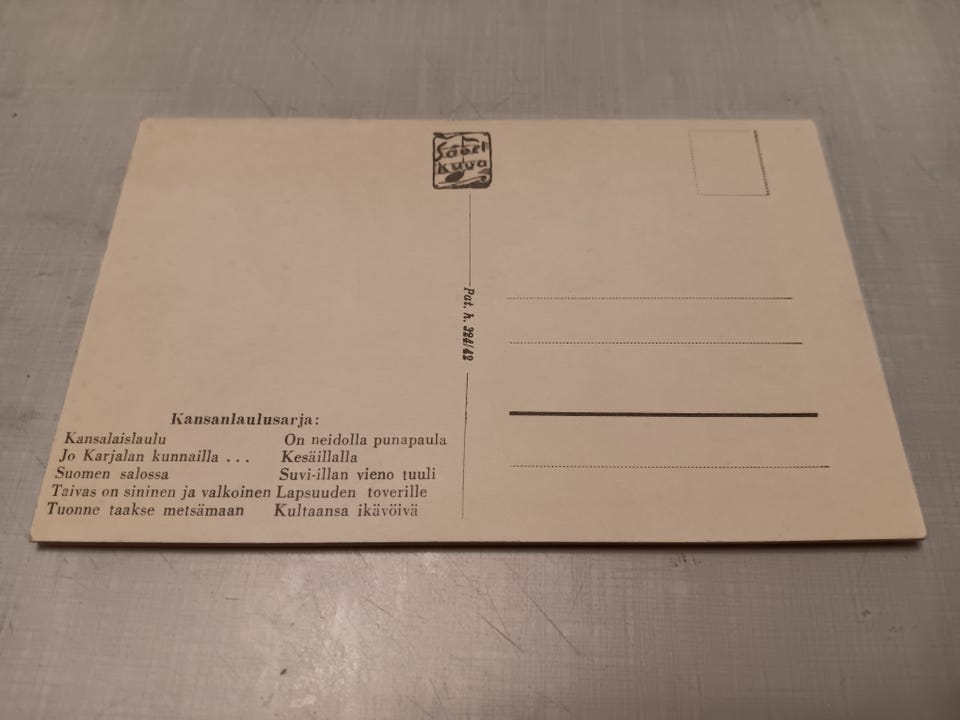 Sävel
kuva
Pat. h. 324/42
Kansanlaulusarja:
Kansalaislaulu
Jo Karjalan kunnailla ...
Suomen salossa
Taivas on sininen ja valkoinen
Tuonne taakse metsämaan
On neidolla punapaula
Kesäillalla
Suvi-illan vieno tuuli
Lapsuuden toverille
Kultaansa ikävöivä